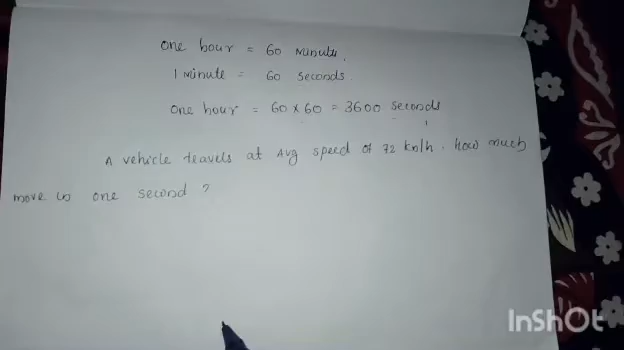 One hour = 60 Minute.
1 Minute = 60 Seconds.
One hour = 60 x 60 = 3600 Seconds
A vehicle travels at Avg speed of 72 km/h. How much
move in one second ?
InShOt